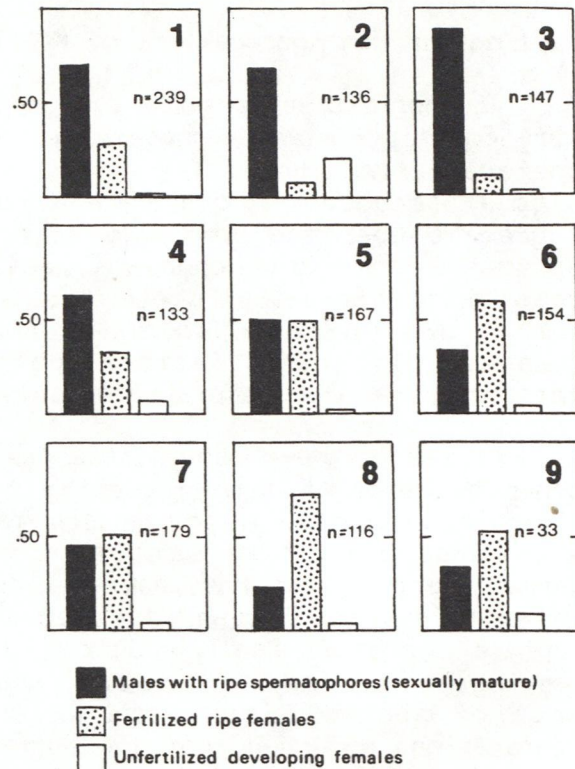 1 2 3
.50 n=239 n=136 n=147
4 5 6
.50 n=133 n=167 n=154
7 8 9
.50 n=179 n=116 n=33
Males with ripe spermatophores (sexually mature)
Fertilized ripe females
Unfertilized developing females